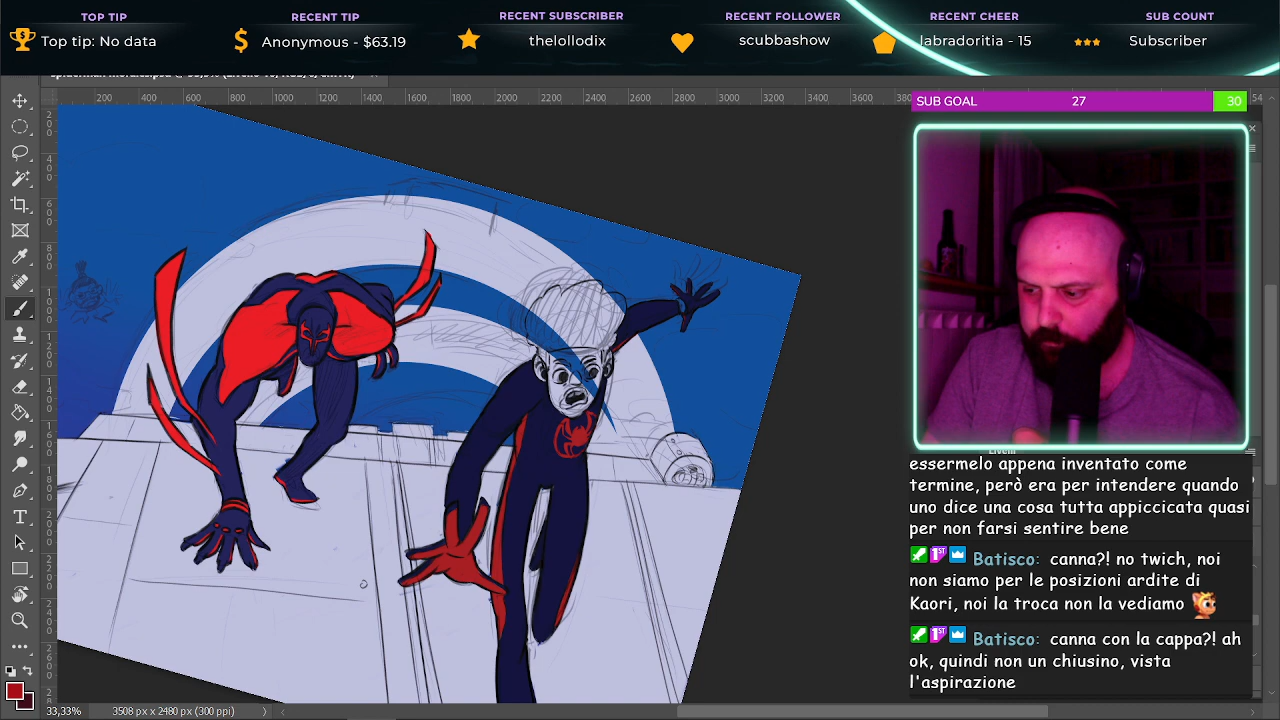 TOP TIP
Top tip: No data
RECENT TIP
Anonymous - $63.19
RECENT SUBSCRIBER
thelollodix
RECENT FOLLOWER
scubbashow
RECENT CHEER
labradoritia - 15
SUB COUNT
Subscriber
200 400 600 800 1000 1200 1400 1600 1800 2000 2200 2400 2600 2800 3000 3200 3400 3600
SUB GOAL 27 30
essermelo appena inventato come
termine, però era per intendere quando
uno dice una cosa tutta appiccicata quasi
per non farsi sentire bene
Batisco: canna?! no twich, noi
non siamo per le posizioni ardite di
Kaori, noi la troca non la vediamo
Batisco: canna con la cappa?! ah
ok, quindi non un chiusino, vista
l'aspirazione
33,33% 3508 px x 2480 px (300 ppi)